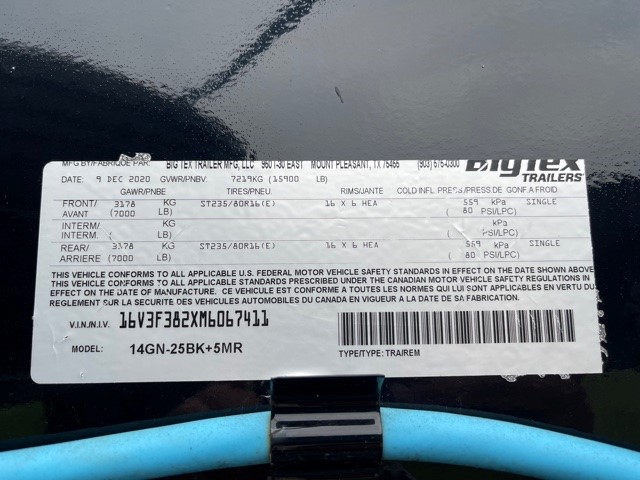 MFG BY/FABRIQUE PAR: BIG TEX TRAILER MFG, LLC 950 I-30 EAST MOUNT PLEASANT, TX 75455 (903) 575-0300 BIGTEX TRAILERS
DATE: 9 DEC 2020 GVWR/PNBV: 7219KG (15900 LB)
GAWR/PNBE TIRES/PNEU: RIMS/JANTE COLD INFL PRESS/PRESS DE GONF A FROID
FRONT/ 3178 KG ST235/80R16(E) 16 X 6 HEA 559 kPa SINGLE
AVANT (7000 LB) ( 80 PSI/LPC)
INTERM/ KG kPa
INTERM ( LB) ( PSI/LPC)
REAR/ 3178 KG ST235/80R16(E) 16 X 6 HEA 559 kPa SINGLE
ARRIERE (7000 LB) ( 80 PSI/LPC)
THIS VEHICLE CONFORMS TO ALL APPLICABLE U.S. FEDERAL MOTOR VEHICLE SAFETY STANDARDS IN EFFECT ON THE DATE
THIS VEHICLE CONFORMS TO ALL APPLICABLE STANDARDS PRESCRIBED UNDER THE CANADIAN MOTOR VEHICLE SAFETY
EFFECT ON THE DATE OF MANUFACTURE / CE VEHICULE EST CONFORME A TOUTES LES NORMES QUI LUI SONT APPLICABLES EN VERTU DU
REGLEMENT SUR LA SECURITE DES VEHICULES AUTOMOBILES DU CANADA EN VIGUEUR A LA DATE DE SA FABRICATION.
V.I.N./N.I.V. 16V3F382XM6067411
MODEL: 14GN-25BK+5MR TYPE/TYPE: TRA/REM